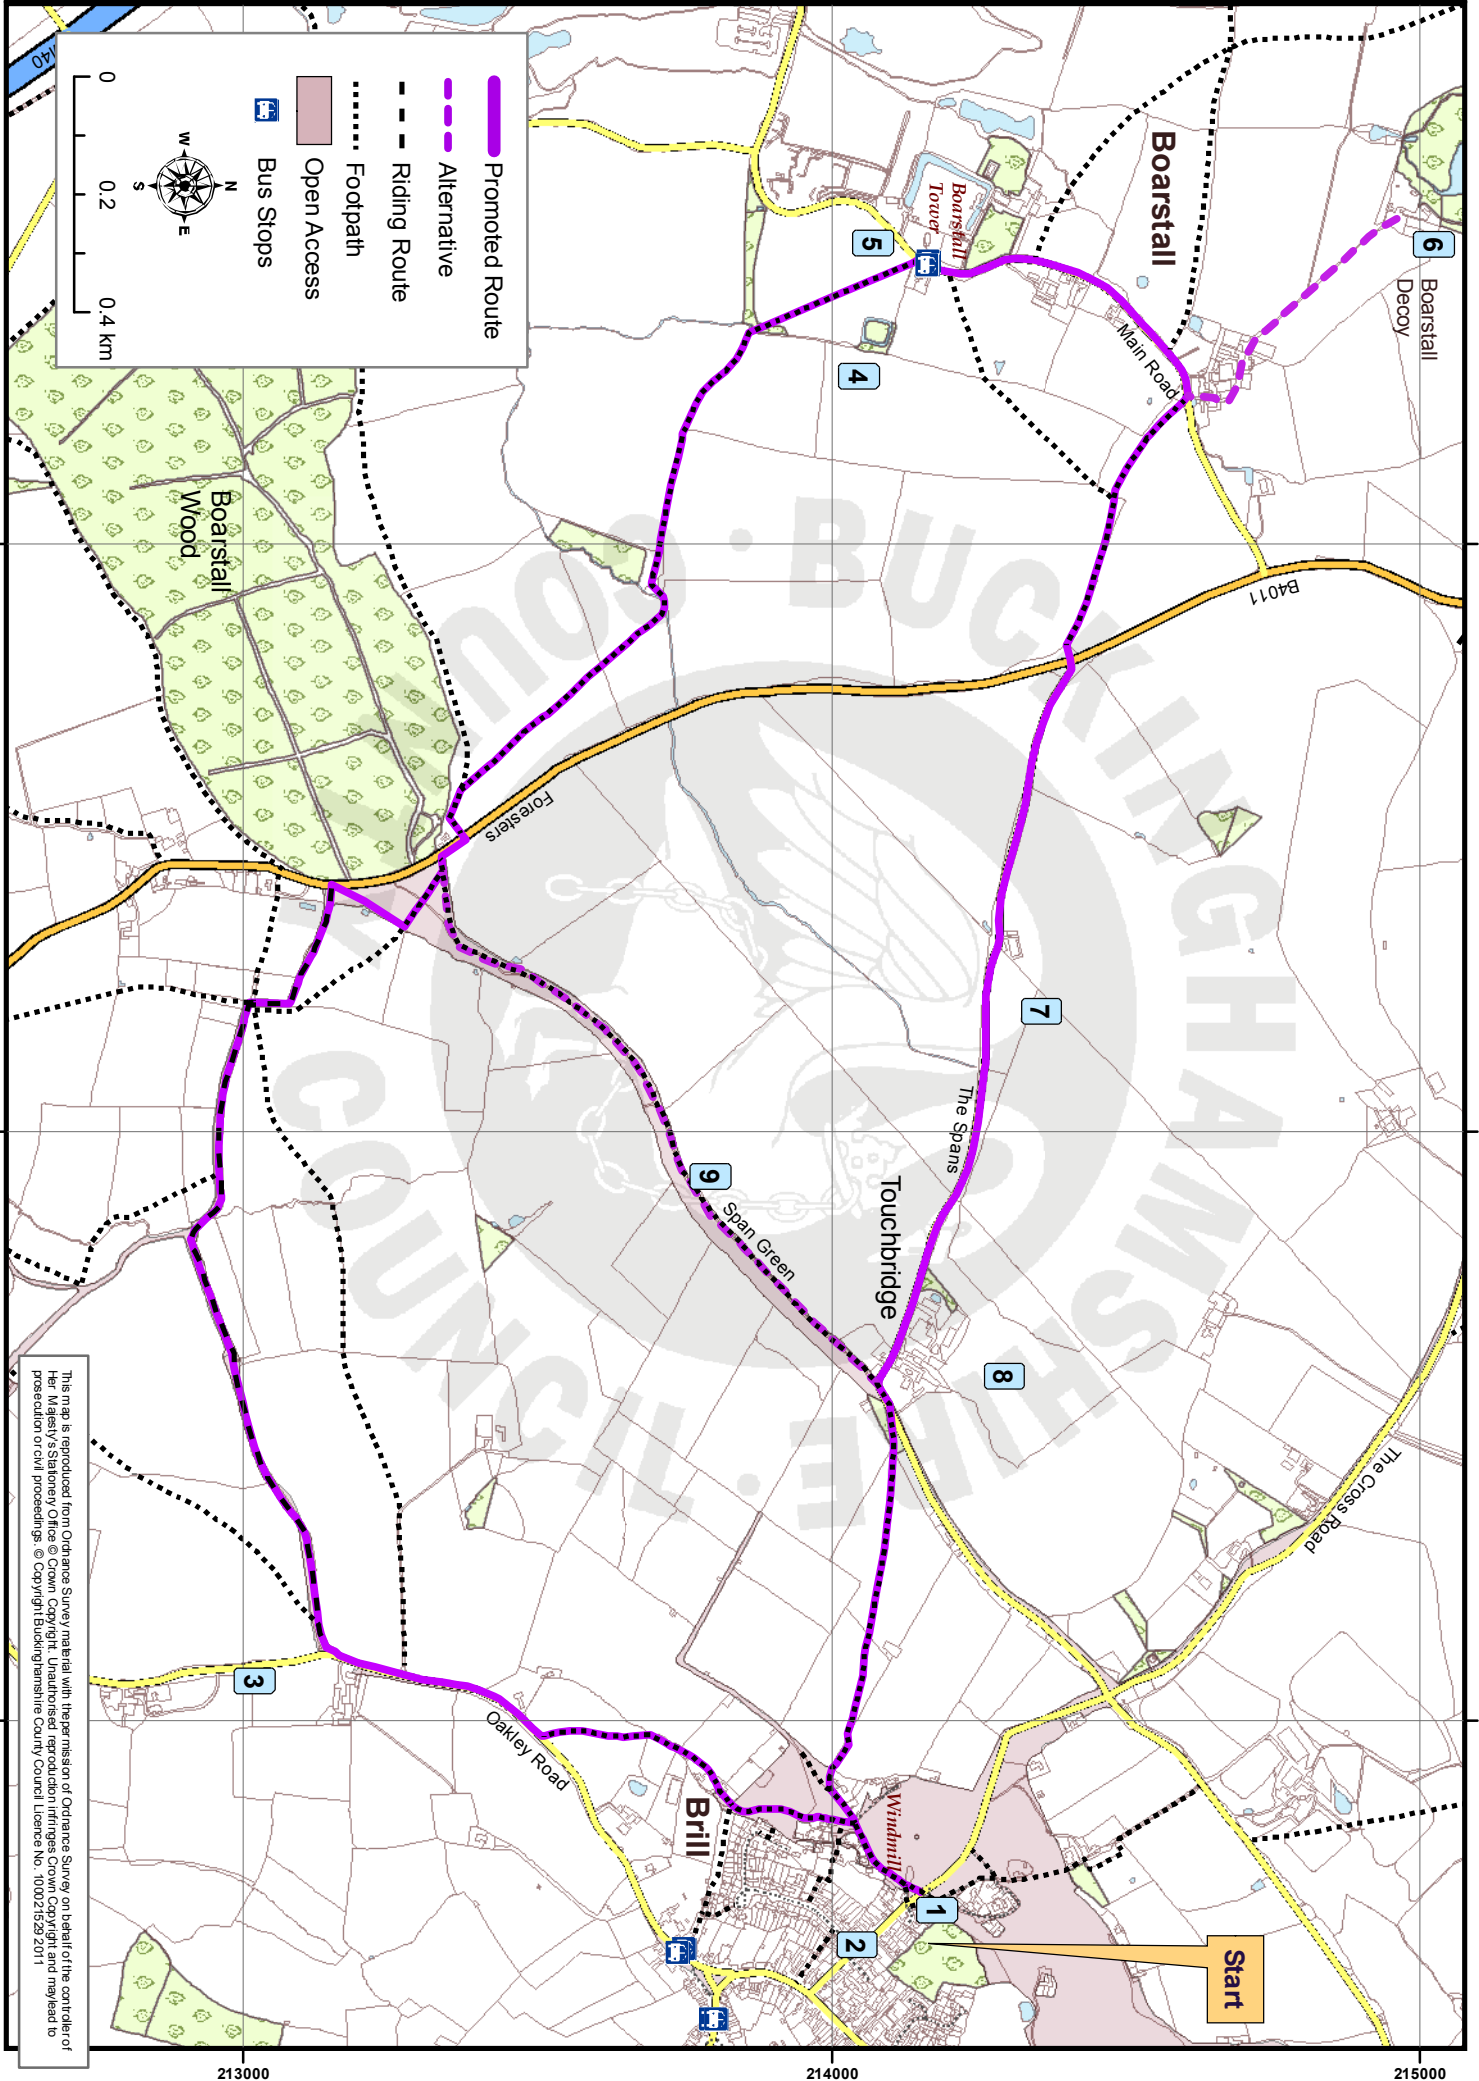 Boarstall
Boarstall
Tower
6
Boarstall
Decoy
5
4
Main Road
B4011
7
The Spans
Touchbridge
8
The Cross Road
Foresters
Boarstall
Wood
9
Span Green
3
Oakley Road
Brill
Windmill
1
2
Start
M40
Promoted Route
Alternative
Riding Route
Footpath
Open Access
Bus Stops
N
W
E
S
0
0.2
0.4 km
BUCKINGHAMSHIRE · COUNTY COUNCIL ·
This map is reproduced from Ordnance Survey material with the permission of Ordnance Survey on behalf of the controller of
Her Majesty's Stationery Office © Crown Copyright. Unauthorised reproduction infringes Crown Copyright and may lead to
prosecution or civil proceedings. © Copyright Buckinghamshire County Council Licence No. 100021529 2011
213000
214000
215000